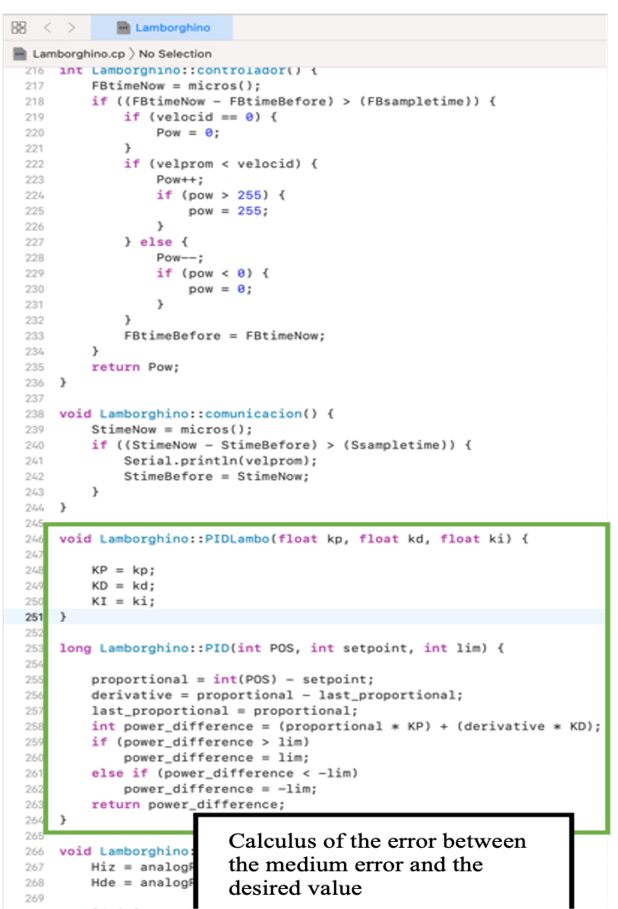 Lamborghino
Lamborghino.cp ⟩ No Selection
216 int Lamborghino::controlador() {
217 FBtimeNow = micros();
218 if ((FBtimeNow - FBtimeBefore) > (FBsampletime)) {
219 if (velocid == 0) {
220 Pow = 0;
221 }
222 if (velprom < velocid) {
223 Pow++;
224 if (pow > 255) {
225 pow = 255;
226 }
227 } else {
228 Pow--;
229 if (pow < 0) {
230 pow = 0;
231 }
232 }
233 FBtimeBefore = FBtimeNow;
234 }
235 return Pow;
236 }
237
238 void Lamborghino::comunicacion() {
239 StimeNow = micros();
240 if ((StimeNow - StimeBefore) > (Ssampletime)) {
241 Serial.println(velprom);
242 StimeBefore = StimeNow;
243 }
244 }
245
246 void Lamborghino::PIDLambo(float kp, float kd, float ki) {
247
248 KP = kp;
249 KD = kd;
250 KI = ki;
251 }
252
253 long Lamborghino::PID(int POS, int setpoint, int lim) {
254
255 proportional = int(POS) - setpoint;
256 derivative = proportional - last_proportional;
257 last_proportional = proportional;
258 int power_difference = (proportional * KP) + (derivative * KD);
259 if (power_difference > lim)
260 power_difference = lim;
261 else if (power_difference < -lim)
262 power_difference = -lim;
263 return power_difference;
264 }
265
266 void Lamborghino:
267 Hiz = analog
268 Hde = analog
269
Calculus of the error between
the medium error and the
desired value